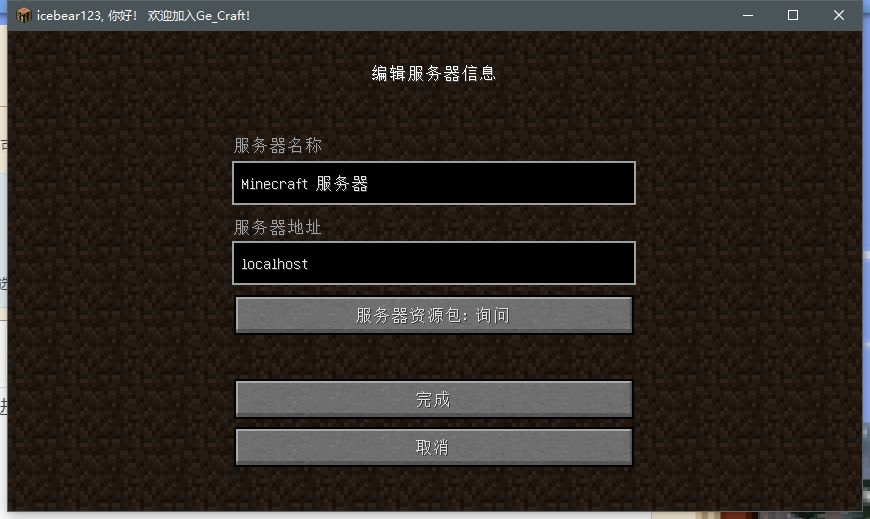 icebear123, 你好! 欢迎加入Ge_Craft!
编辑服务器信息
服务器名称
Minecraft 服务器
服务器地址
localhost
服务器资源包: 询问
完成
取消